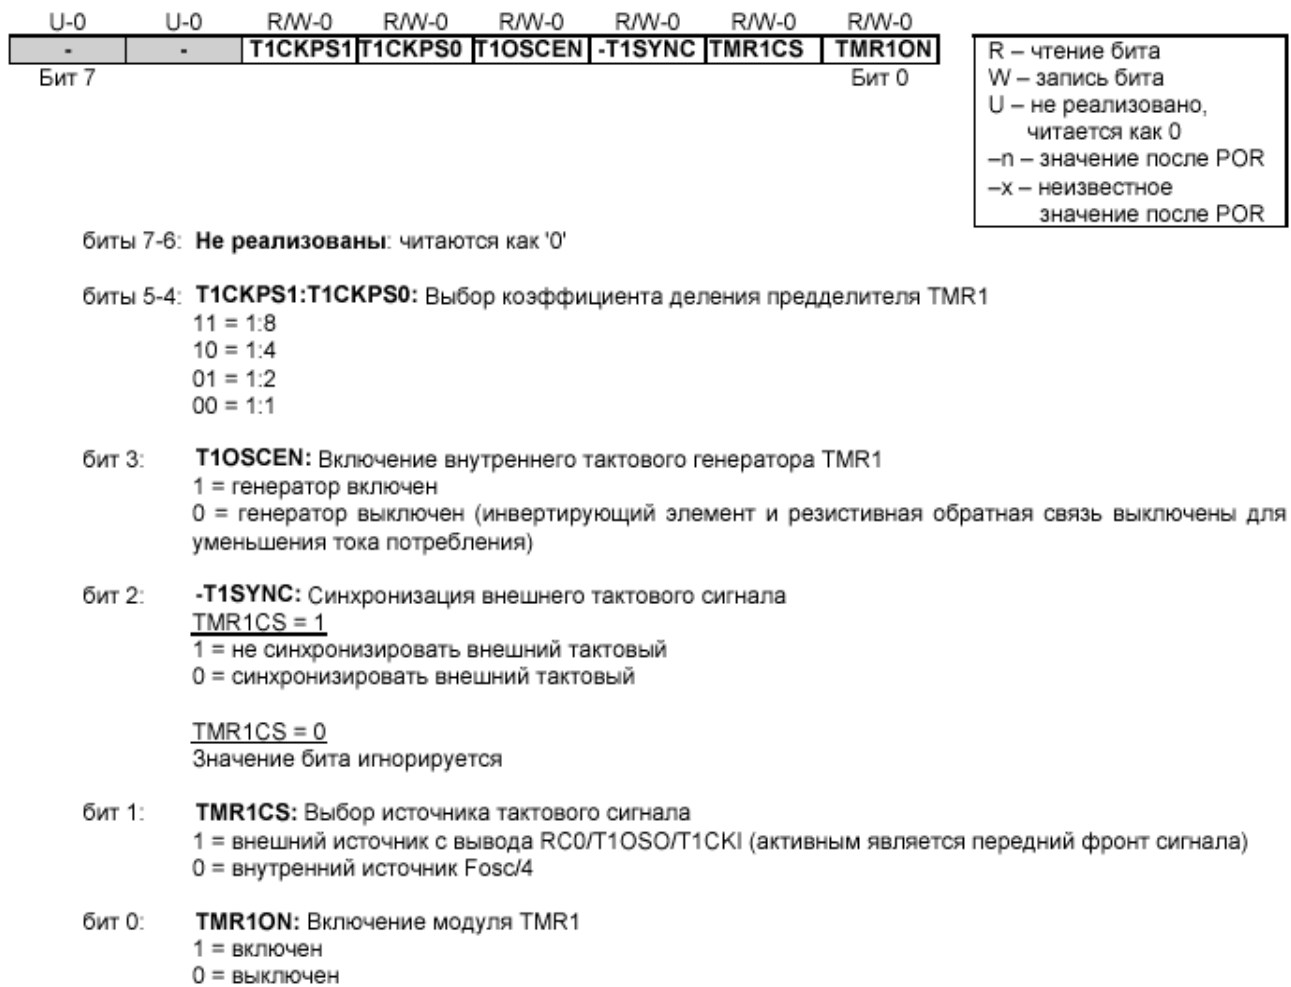 U-0 U-0 R/W-0 R/W-0 R/W-0 R/W-0 R/W-0 R/W-0
- - T1CKPS1 T1CKPS0 T1OSCEN -T1SYNC TMR1CS TMR1ON
Бит 7 Бит 0
R – чтение бита
W – запись бита
U – не реализовано,
читается как 0
–n – значение после POR
–x – неизвестное
значение после POR
биты 7-6: Не реализованы: читаются как '0'
биты 5-4: T1CKPS1:T1CKPS0: Выбор коэффициента деления предделителя TMR1
11 = 1:8
10 = 1:4
01 = 1:2
00 = 1:1
бит 3: T1OSCEN: Включение внутреннего тактового генератора TMR1
1 = генератор включен
0 = генератор выключен (инвертирующий элемент и резистивная обратная связь выключены для
уменьшения тока потребления)
бит 2: -T1SYNC: Синхронизация внешнего тактового сигнала
TMR1CS = 1
1 = не синхронизировать внешний тактовый
0 = синхронизировать внешний тактовый
TMR1CS = 0
Значение бита игнорируется
бит 1: TMR1CS: Выбор источника тактового сигнала
1 = внешний источник с вывода RC0/T1OSO/T1CKI (активным является передний фронт сигнала)
0 = внутренний источник Fosc/4
бит 0: TMR1ON: Включение модуля TMR1
1 = включен
0 = выключен